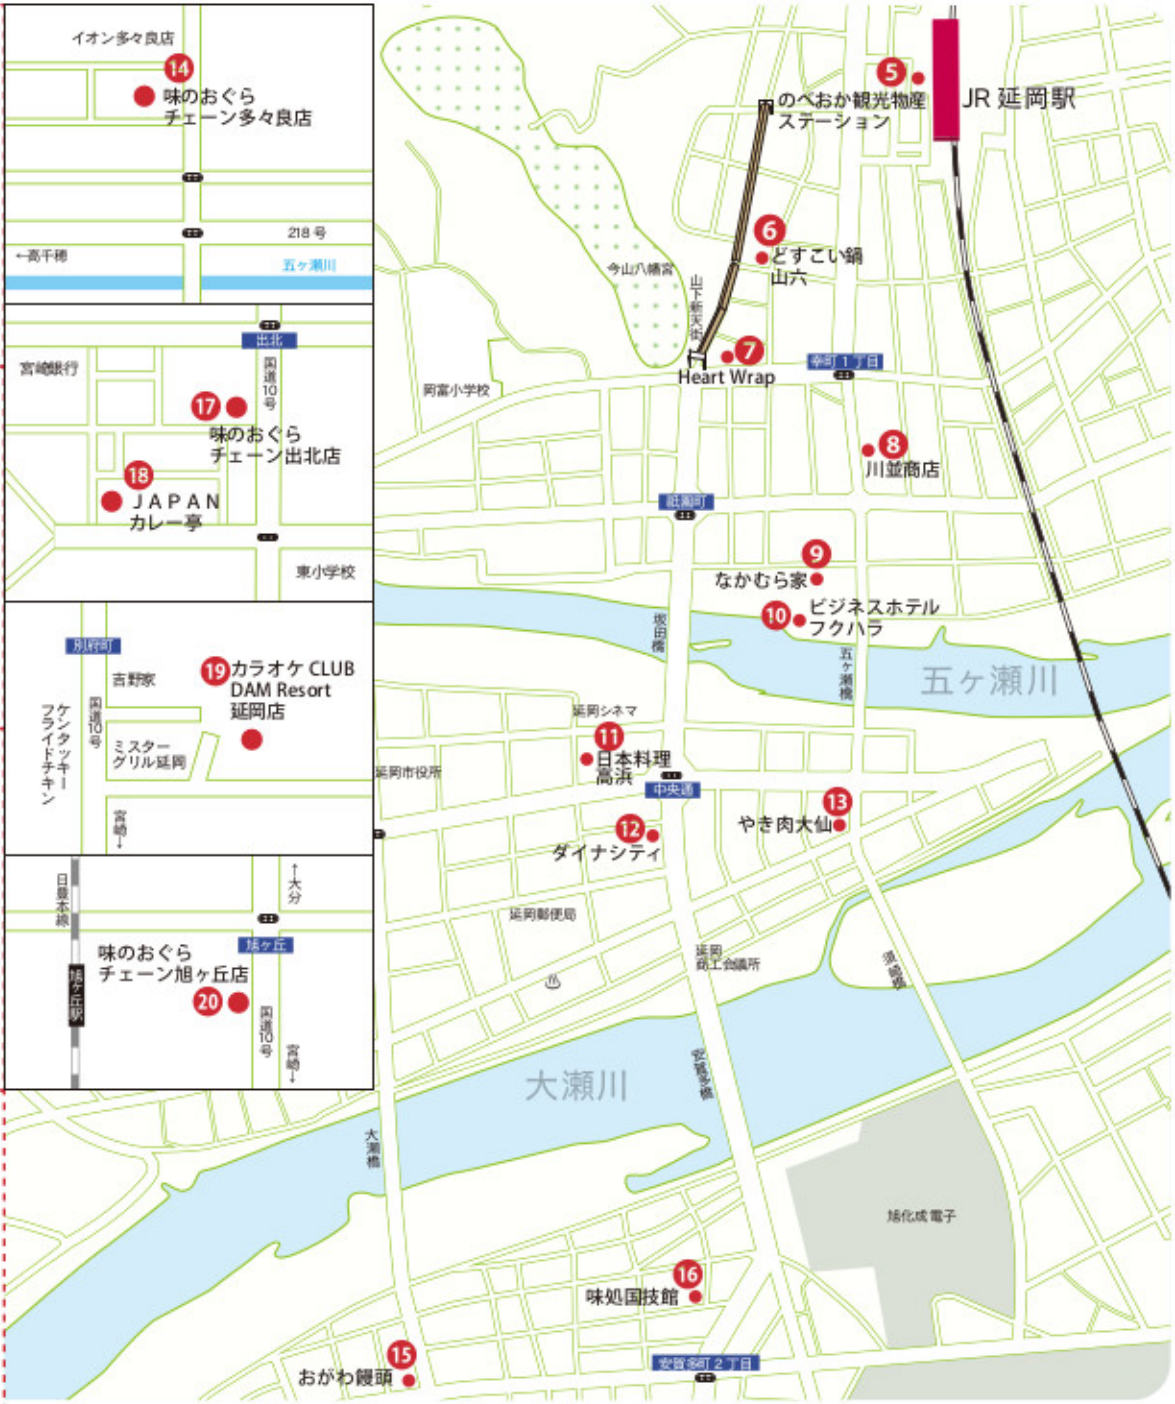 イオン多々良店
14
味のおぐら
チェーン多々良店
218号
←高千穂
五ヶ瀬川
出北
宮崎銀行
国道10号
17
味のおぐら
チェーン出北店
18
JAPAN
カレー亭
東小学校
別府町
吉野家
国道10号
ケンタッキー
フライドチキン
ミスター
グリル延岡
宮崎→
19
カラオケ CLUB
DAM Resort
延岡店
日豊本線
←大分
旭ヶ丘
味のおぐら
チェーン旭ヶ丘店
20
旭ヶ丘駅
国道10号
宮崎→
5
のべおか観光物産
ステーション
JR 延岡駅
6
どすこい鍋
山六
今山八幡宮
山下新天街
7
Heart Wrap
幸町1丁目
岡富小学校
8
川並商店
祇園町
9
なかむら家
10
ビジネスホテル
フクハラ
板田橋
五ヶ瀬橋
五ヶ瀬川
延岡シネマ
11
日本料理
高浜
延岡市役所
中央通
12
ダイナシティ
13
やき肉大仙
延岡郵便局
延岡
商工会議所
須崎橋
大瀬川
安賀多橋
大瀬橋
旭化成電子
16
味処国技館
15
おがわ饅頭
安賀多町2丁目